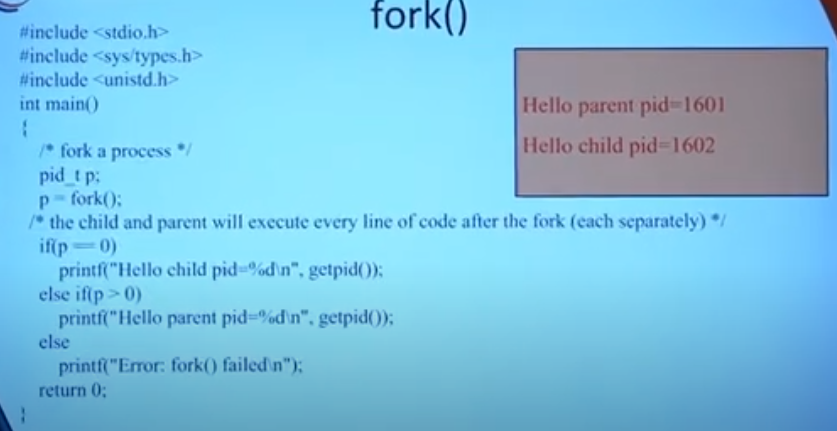 fork()
#include <stdio.h>
#include <sys/types.h>
#include <unistd.h>
int main()
{
/* fork a process */
pid_t p;
p = fork();
/* the child and parent will execute every line of code after the fork (each separately) */
if(p == 0)
printf("Hello child pid=%d\n", getpid());
else if(p > 0)
printf("Hello parent pid=%d\n", getpid());
else
printf("Error: fork() failed\n");
return 0;
}
Hello parent pid=1601
Hello child pid=1602